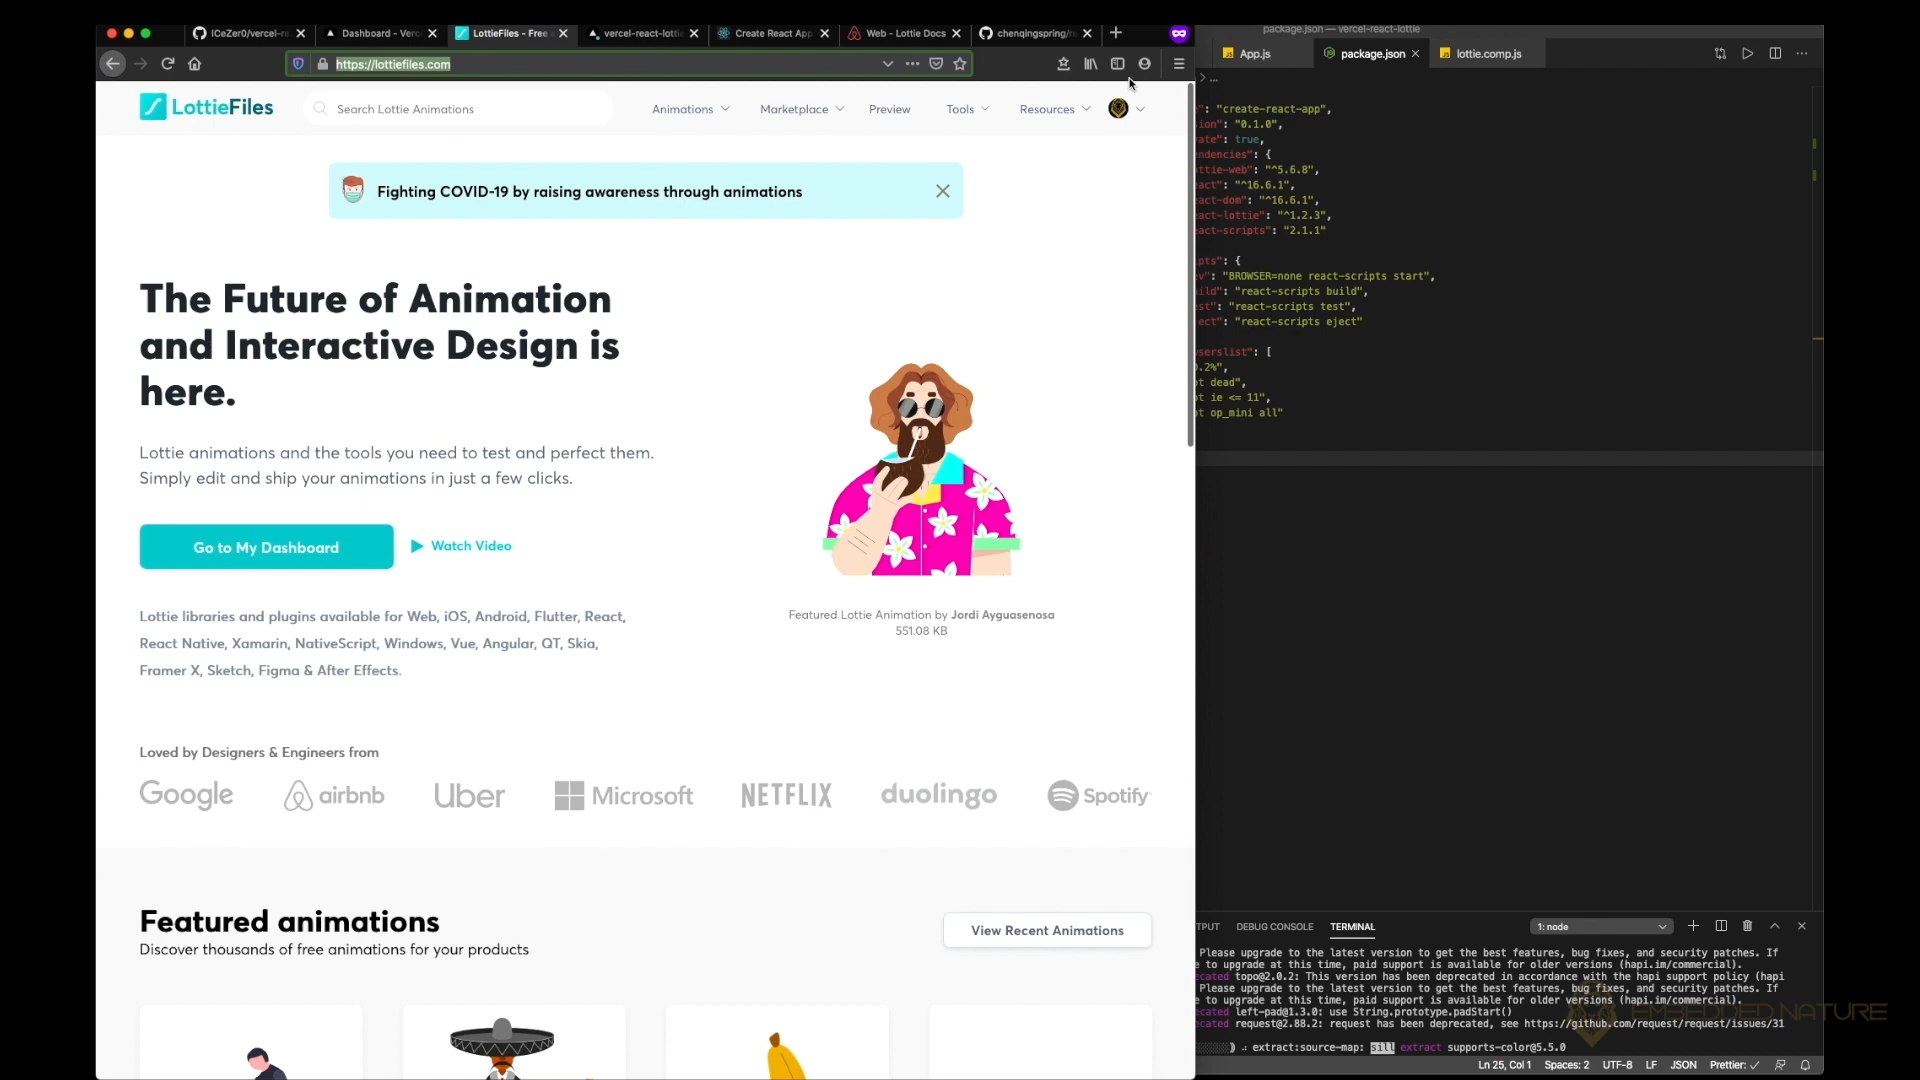 package.json — vercel-react-lottie
ICeZer0/vercel-re
Dashboard - Verc
LottieFiles - Free
vercel-react-lotti
Create React App
Web - Lottie Docs
chenqingspring/re
https://lottiefiles.com
App.js
package.json
lottie.comp.js
LottieFiles
Search Lottie Animations
Animations
Marketplace
Preview
Tools
Resources
Fighting COVID-19 by raising awareness through animations
The Future of Animation
and Interactive Design is
here.
Lottie animations and the tools you need to test and perfect them.
Simply edit and ship your animations in just a few clicks.
Go to My Dashboard
Watch Video
Featured Lottie Animation by Jordi Ayguasenosa
551.08 KB
Lottie libraries and plugins available for Web, iOS, Android, Flutter, React,
React Native, Xamarin, NativeScript, Windows, Vue, Angular, QT, Skia,
Framer X, Sketch, Figma & After Effects.
Loved by Designers & Engineers from
Google
airbnb
Uber
Microsoft
NETFLIX
duolingo
Spotify
Featured animations
Discover thousands of free animations for your products
View Recent Animations
...
": "create-react-app",
ion": "0.1.0",
ate": true,
ndencies": {
ttie-web": "^5.6.8",
act": "^16.6.1",
act-dom": "^16.6.1",
act-lottie": "^1.2.3",
act-scripts": "2.1.1"
pts": {
v": "BROWSER=none react-scripts start",
ild": "react-scripts build",
st": "react-scripts test",
ect": "react-scripts eject"
serslist": [
.2%",
t dead",
t ie <= 11",
t op_mini all"
TPUT
DEBUG CONSOLE
TERMINAL
1: node
Please upgrade to the latest version to get the best features, bug fixes, and security patches. If
e to upgrade at this time, paid support is available for older versions (hapi.im/commercial).
cated topo@2.0.2: This version has been deprecated in accordance with the hapi support policy (hapi
Please upgrade to the latest version to get the best features, bug fixes, and security patches. If
e to upgrade at this time, paid support is available for older versions (hapi.im/commercial).
cated left-pad@1.3.0: use String.prototype.padStart()
cated request@2.88.2: request has been deprecated, see https://github.com/request/request/issues/31
) ⠴ extract:source-map: sill extract supports-color@5.5.0
EMBEDDED NATURE
Ln 25, Col 1
Spaces: 2
UTF-8
LF
JSON
Prettier: ✓